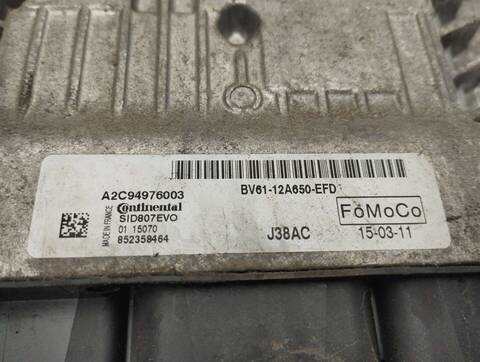 A2C94976003
Continental
SID807EVO
01 15070
852358464
MADE IN FRANCE
BV61-12A650-EFD
J38AC
FoMoCo
15-03-11